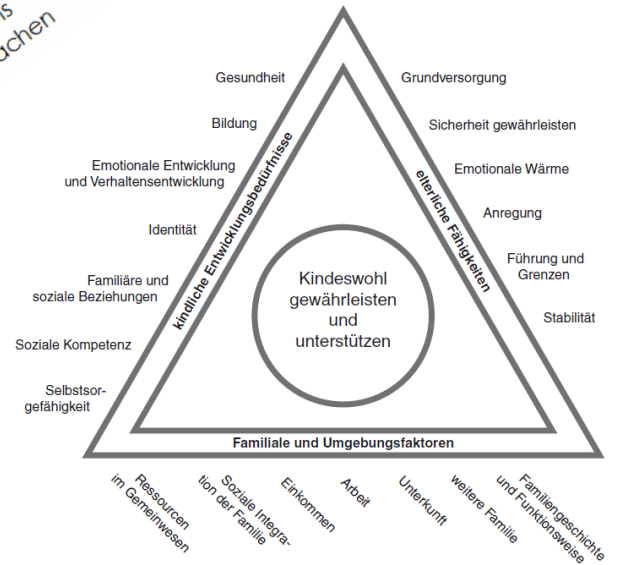 Gesundheit
Bildung
Emotionale Entwicklung
und Verhaltensentwicklung
Identität
Familiäre und
soziale Beziehungen
Soziale Kompetenz
Selbstsor-
gefähigkeit
kindliche Entwicklungsbedürfnisse
Kindeswohl
gewährleisten
und
unterstützen
elterliche Fähigkeiten
Grundversorgung
Sicherheit gewährleisten
Emotionale Wärme
Anregung
Führung und
Grenzen
Stabilität
Familiale und Umgebungsfaktoren
Ressourcen
im Gemeinwesen
Soziale Integra-
tion der Familie
Einkommen
Arbeit
Unterkunft
weitere Familie
Familiengeschichte
und Funktionsweise